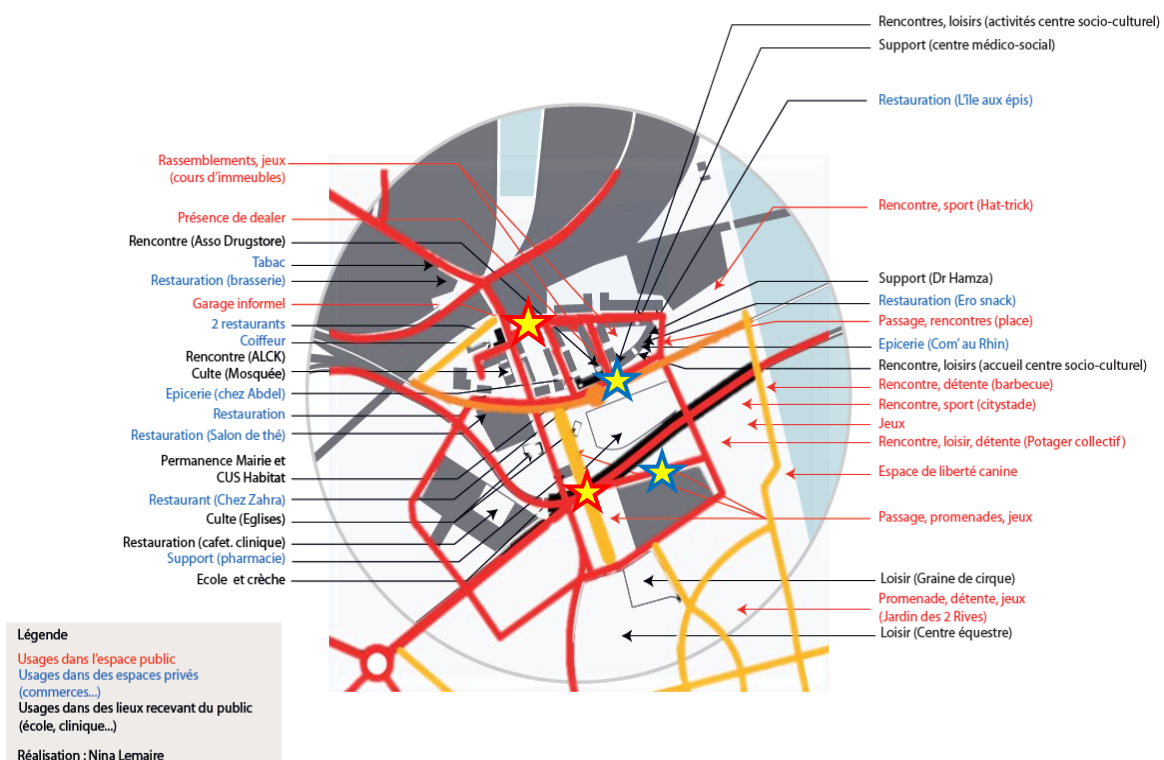 Rencontres, loisirs (activités centre socio-culturel)
Support (centre médico-social)
Restauration (L'île aux épis)
Rassemblements, jeux
(cours d'immeubles)
Présence de dealer
Rencontre (Asso Drugstore)
Tabac
Restauration (brasserie)
Garage informel
2 restaurants
Coiffeur
Rencontre (ALCK)
Culte (Mosquée)
Epicerie (chez Abdel)
Restauration
Restauration (Salon de thé)
Permanence Mairie et
CUS Habitat
Restaurant (Chez Zahra)
Culte (Eglises)
Restauration (cafet. clinique)
Support (pharmacie)
Ecole et crèche
Rencontre, sport (Hat-trick)
Support (Dr Hamza)
Restauration (Ero snack)
Passage, rencontres (place)
Epicerie (Com' au Rhin)
Rencontre, loisirs (accueil centre socio-culturel)
Rencontre, détente (barbecue)
Rencontre, sport (citystade)
Jeux
Rencontre, loisir, détente (Potager collectif)
Espace de liberté canine
Passage, promenades, jeux
Loisir (Graine de cirque)
Promenade, détente, jeux
(Jardin des 2 Rives)
Loisir (Centre équestre)
Légende
Usages dans l'espace public
Usages dans des espaces privés
(commerces...)
Usages dans des lieux recevant du public
(école, clinique...)
Réalisation : Nina Lemaire